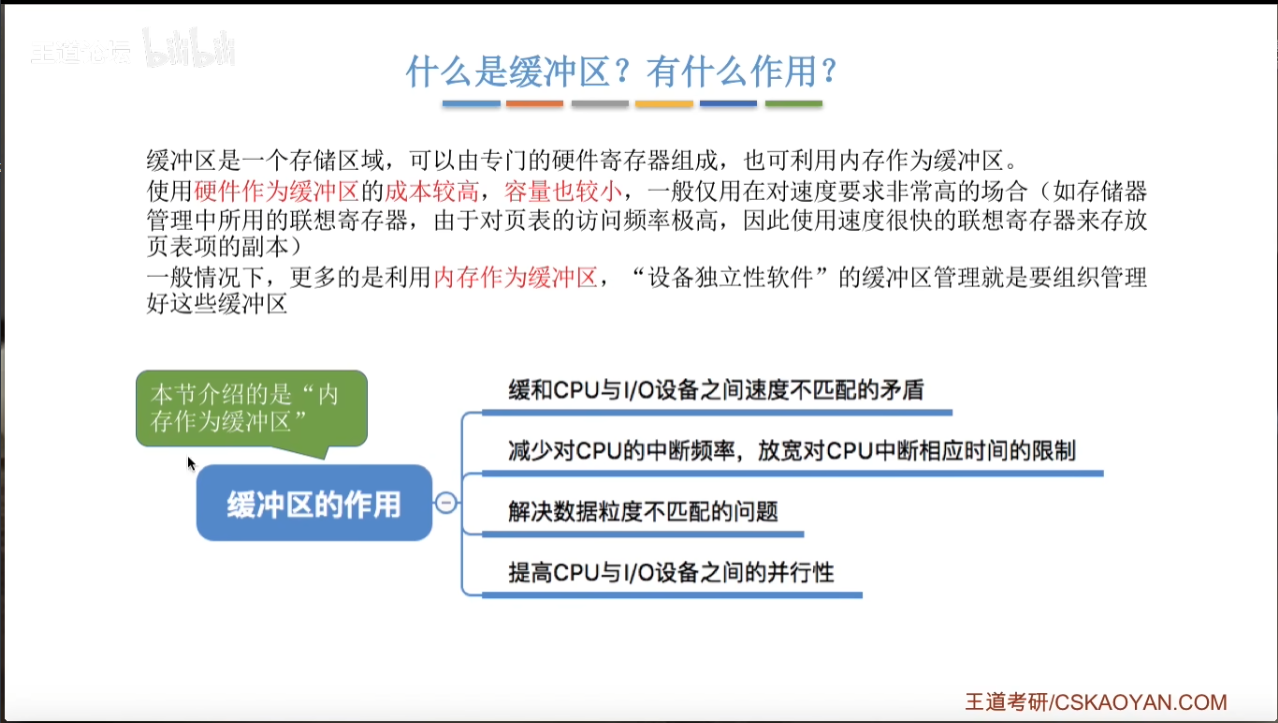 王道论坛 bilibili
什么是缓冲区？有什么作用？
缓冲区是一个存储区域，可以由专门的硬件寄存器组成，也可利用内存作为缓冲区。
使用硬件作为缓冲区的成本较高，容量也较小，一般仅用在对速度要求非常高的场合（如存储器
管理中所用的联想寄存器，由于对页表的访问频率极高，因此使用速度很快的联想寄存器来存放
页表项的副本）
一般情况下，更多的是利用内存作为缓冲区，“设备独立性软件”的缓冲区管理就是要组织管理
好这些缓冲区
本节介绍的是“内
存作为缓冲区”
缓冲区的作用
缓和CPU与I/O设备之间速度不匹配的矛盾
减少对CPU的中断频率，放宽对CPU中断相应时间的限制
解决数据粒度不匹配的问题
提高CPU与I/O设备之间的并行性
王道考研/CSKAOYAN.COM